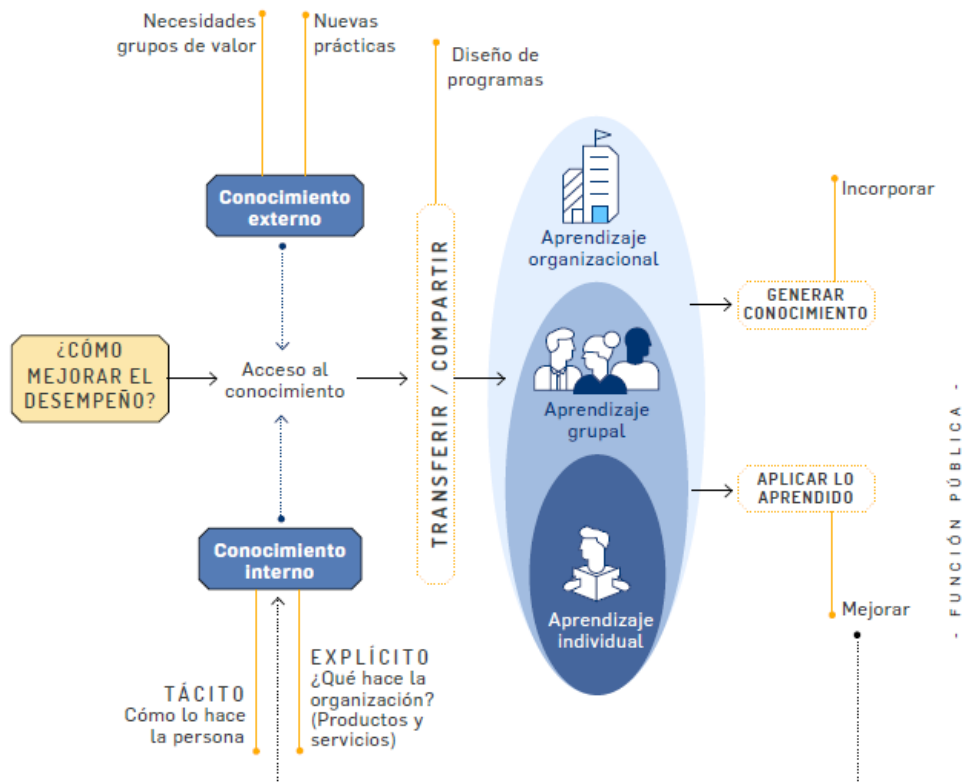 Necesidades
grupos de valor
Nuevas
prácticas
Diseño de
programas
Conocimiento
externo
Aprendizaje
organizacional
Incorporar
GENERAR
CONOCIMIENTO
¿CÓMO
MEJORAR EL
DESEMPEÑO?
Acceso al
conocimiento
TRANSFERIR / COMPARTIR
Aprendizaje
grupal
APLICAR LO
APRENDIDO
Conocimiento
interno
Aprendizaje
individual
Mejorar
TÁCITO
Cómo lo hace
la persona
EXPLÍCITO
¿Qué hace la
organización?
(Productos y
servicios)
- FUNCIÓN PÚBLICA -